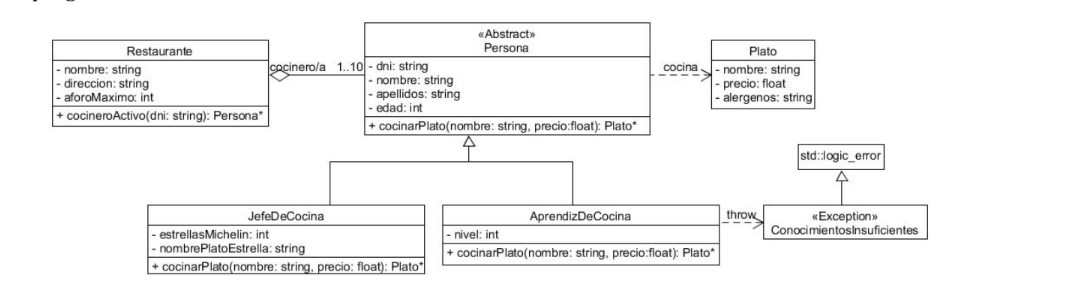 Restaurante
- nombre: string
- direccion: string
- aforoMaximo: int
+ cocineroActivo(dni: string): Persona*
cocinero/a 1..10
«Abstract»
Persona
- dni: string
- nombre: string
- apellidos: string
- edad: int
+ cocinarPlato(nombre: string, precio:float): Plato*
cocina
Plato
- nombre: string
- precio: float
- alergenos: string
std::logic_error
JefeDeCocina
- estrellasMichelin: int
- nombrePlatoEstrella: string
+ cocinarPlato(nombre: string, precio: float): Plato*
AprendizDeCocina
- nivel: int
+ cocinarPlato(nombre: string, precio:float): Plato*
throw
«Exception»
ConocimientosInsuficientes